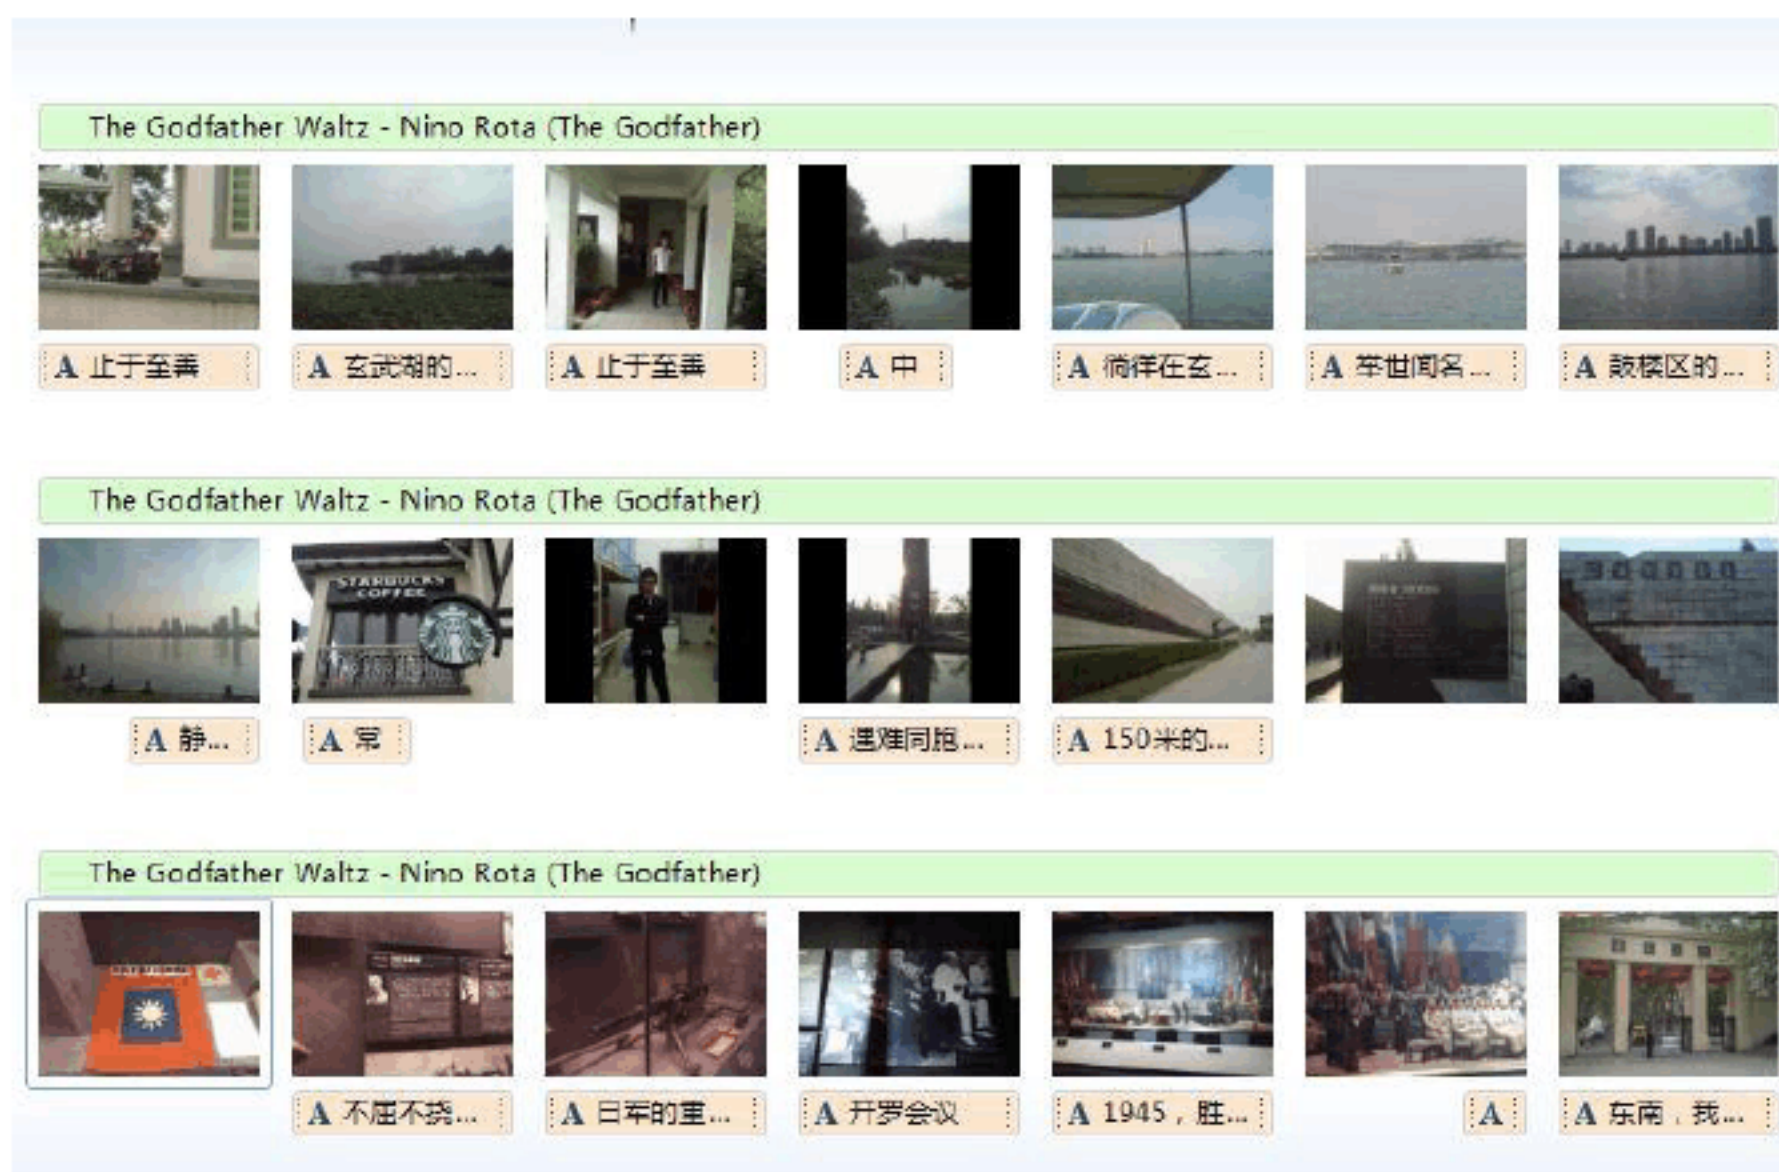 The Godfather Waltz - Nino Rota (The Godfather)
A 止于至善
A 玄武湖的...
A 止于至善
A 中
A 徜徉在玄...
A 举世闻名...
A 鼓楼区的...
The Godfather Waltz - Nino Rota (The Godfather)
STARBUCKS
COFFEE
300000
A 静...
A 常
A 遇难同胞...
A 150米的...
The Godfather Waltz - Nino Rota (The Godfather)
A 不屈不挠...
A 日军的重...
A 开罗会议
A 1945，胜...
A
A 东南，我...